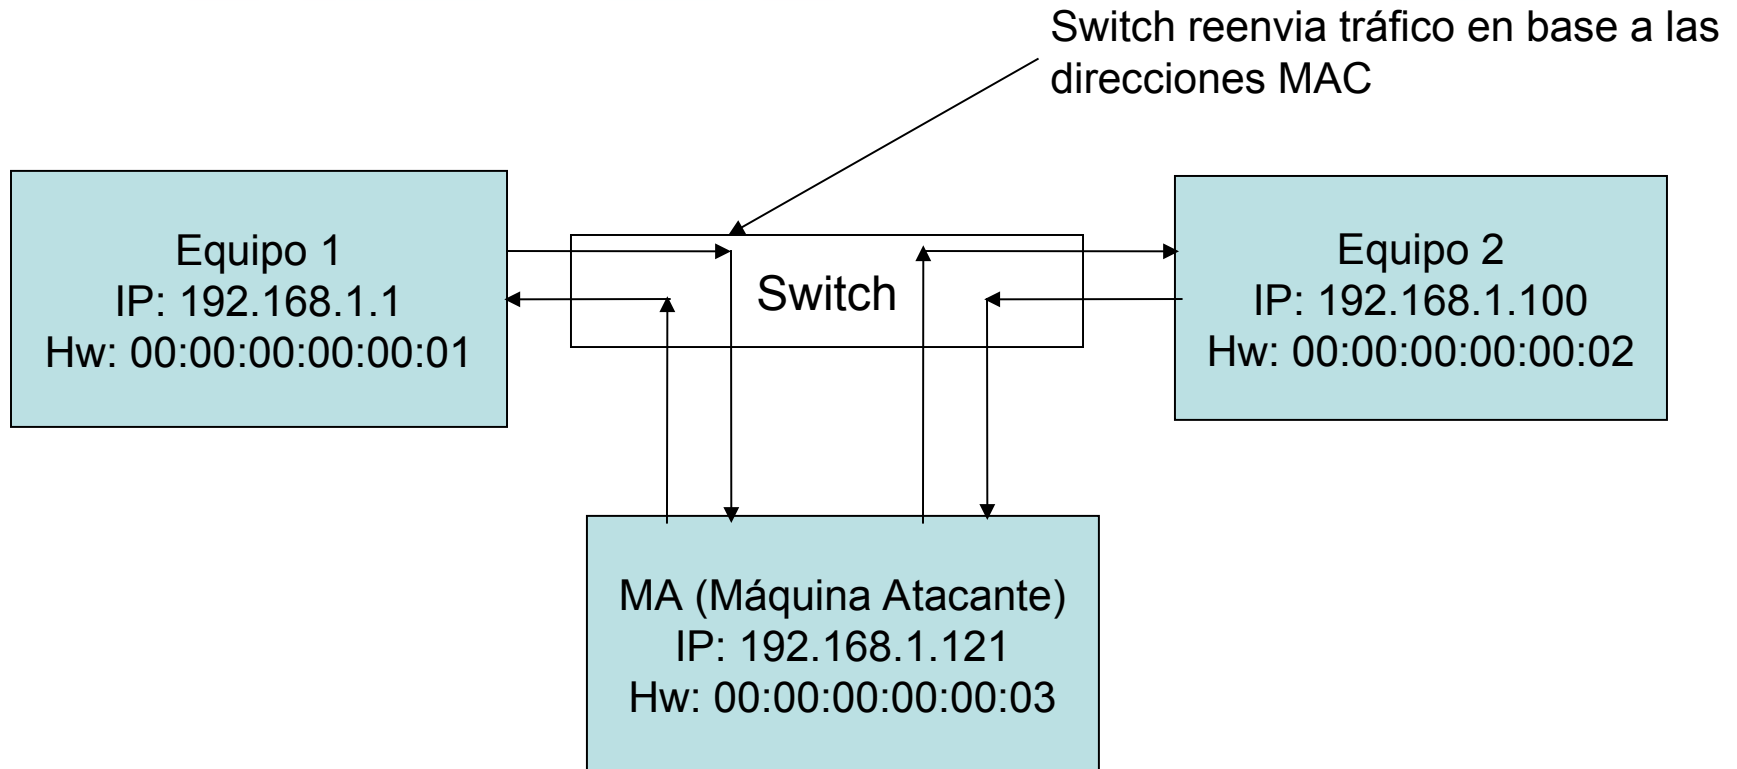 Switch reenvia tráfico en base a las
direcciones MAC
Equipo 1
IP: 192.168.1.1
Hw: 00:00:00:00:00:01
Switch
Equipo 2
IP: 192.168.1.100
Hw: 00:00:00:00:00:02
MA (Máquina Atacante)
IP: 192.168.1.121
Hw: 00:00:00:00:00:03